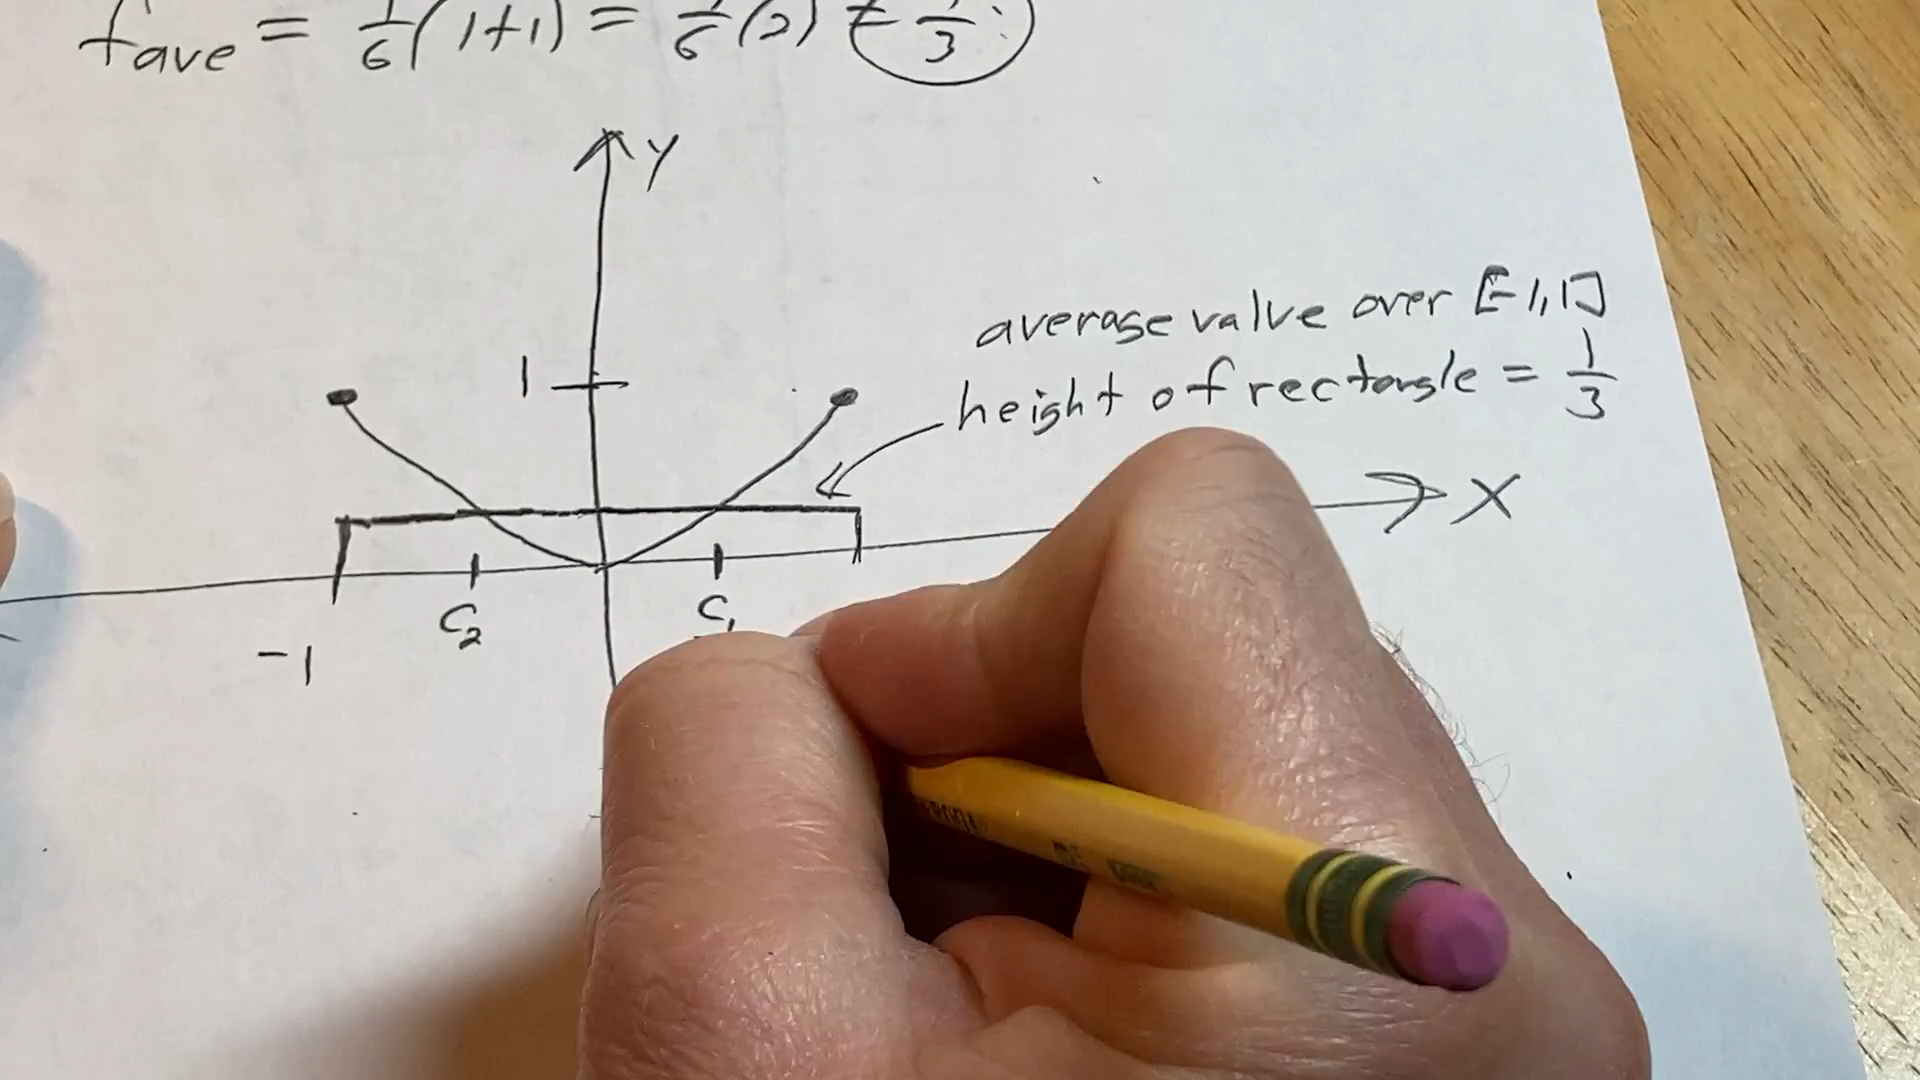 fave = 1/6 (1+1) = 1/6 (2) = 1/3
y
average value over [-1,1]
1
height of rectangle = 1/3
x
c2
c1
-1